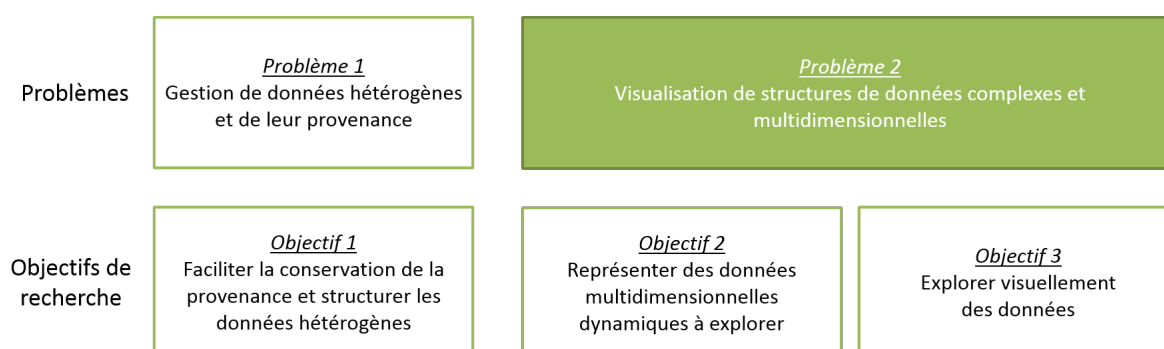 Problèmes
Problème 1
Gestion de données hétérogènes
et de leur provenance
Problème 2
Visualisation de structures de données complexes et
multidimensionnelles
Objectifs de
recherche
Objectif 1
Faciliter la conservation de la
provenance et structurer les
données hétérogènes
Objectif 2
Représenter des données
multidimensionnelles
dynamiques à explorer
Objectif 3
Explorer visuellement
des données